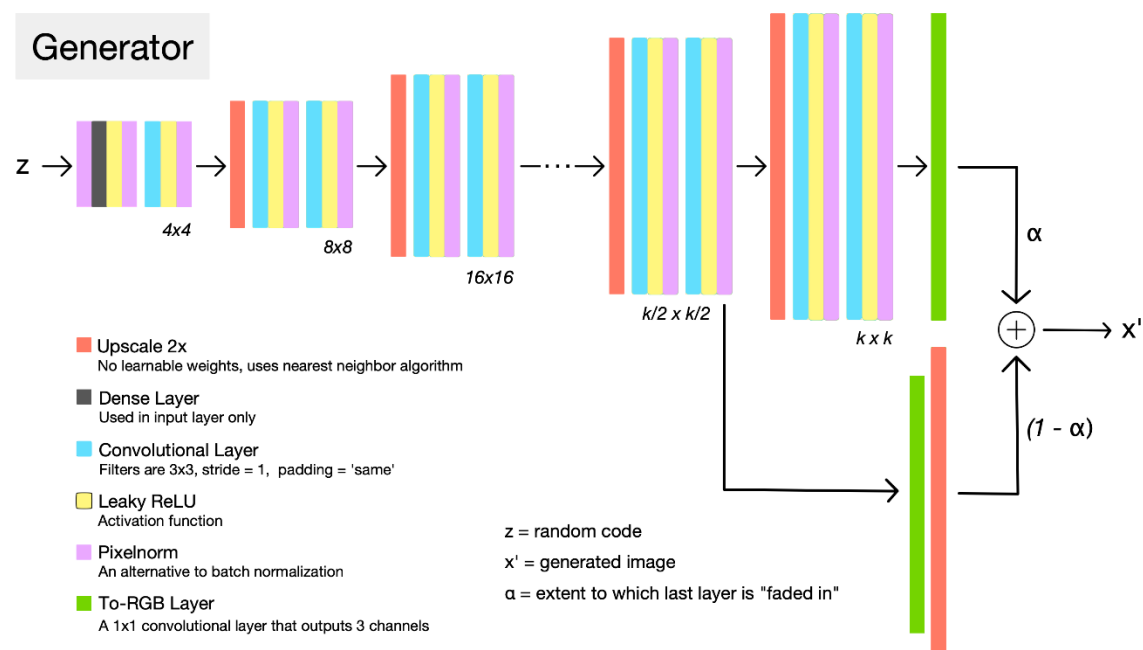 Generator
z
4x4
8x8
16x16
...
k/2 x k/2
k x k
α
x'
(1 - α)
Upscale 2x
No learnable weights, uses nearest neighbor algorithm
Dense Layer
Used in input layer only
Convolutional Layer
Filters are 3x3, stride = 1,  padding = 'same'
Leaky ReLU
Activation function
Pixelnorm
An alternative to batch normalization
To-RGB Layer
A 1x1 convolutional layer that outputs 3 channels
z = random code
x' = generated image
α = extent to which last layer is "faded in"